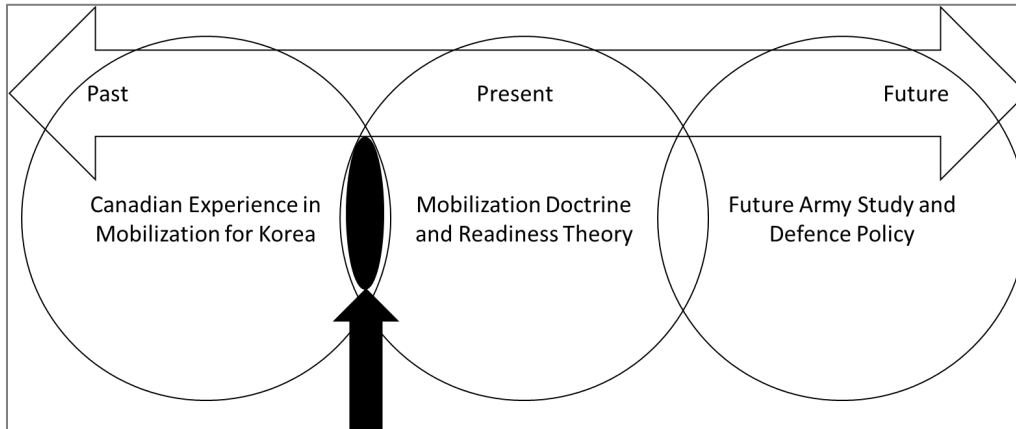 Past
Present
Future
Canadian Experience in
Mobilization for Korea
Mobilization Doctrine
and Readiness Theory
Future Army Study and
Defence Policy